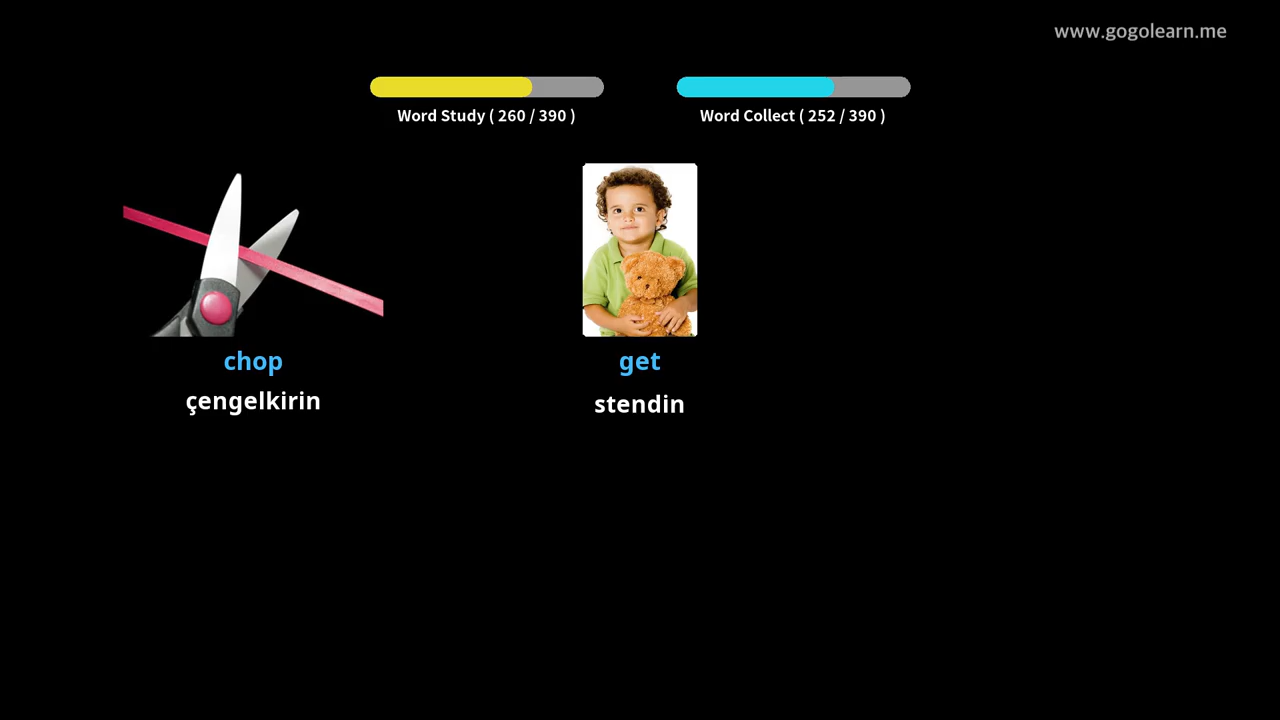 www.gogolearn.me
Word Study ( 260 / 390 )
Word Collect ( 252 / 390 )
chop
çengelkirin
get
stendin